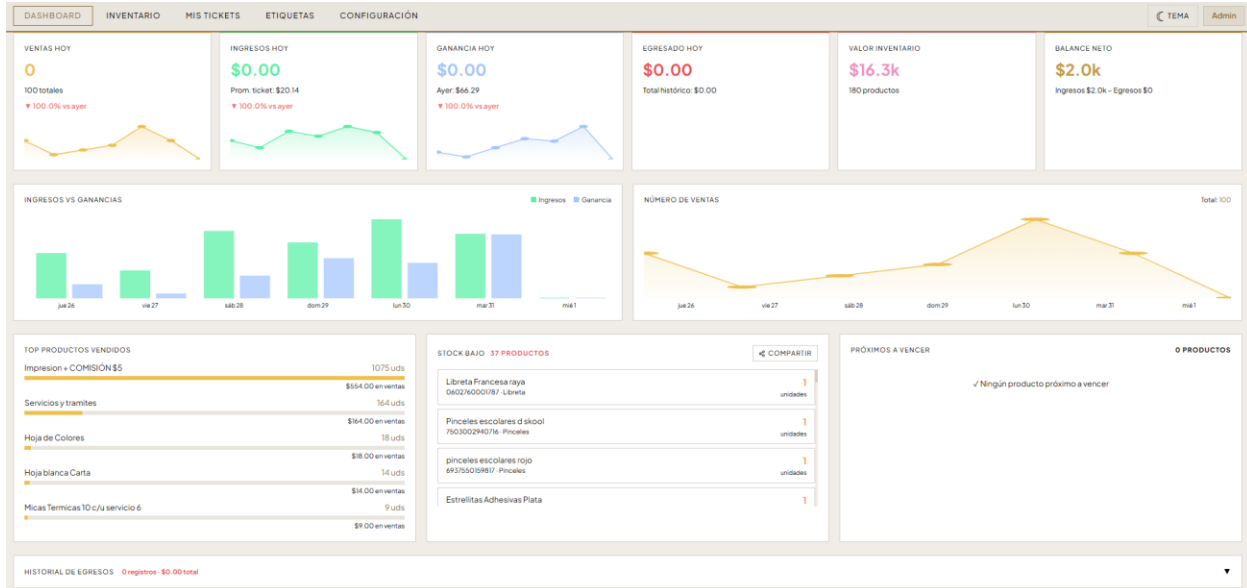 DASHBOARD INVENTARIO MIS TICKETS ETIQUETAS CONFIGURACIÓN TEMA Admin
VENTAS HOY
0
100 totales
▼ 100.0% vs ayer
INGRESOS HOY
$0.00
Prom. ticket: $20.14
▼ 100.0% vs ayer
GANANCIA HOY
$0.00
Ayer: $66.29
▼ 100.0% vs ayer
EGRESADO HOY
$0.00
Total histórico: $0.00
VALOR INVENTARIO
$16.3k
180 productos
BALANCE NETO
$2.0k
Ingresos $2.0k – Egresos $0
INGRESOS VS GANANCIAS
Ingresos Ganancia
jue 26 vie 27 sáb 28 dom 29 lun 30 mar 31 mié 1
NÚMERO DE VENTAS
Total: 100
jue 26 vie 27 sáb 28 dom 29 lun 30 mar 31 mié 1
TOP PRODUCTOS VENDIDOS
Impresion + COMISIÓN $5 1075 uds
$554.00 en ventas
Servicios y tramites 164 uds
$164.00 en ventas
Hoja de Colores 18 uds
$18.00 en ventas
Hoja blanca Carta 14 uds
$14.00 en ventas
Micas Termicas 10 c/u servicio 6 9 uds
$9.00 en ventas
STOCK BAJO 37 PRODUCTOS COMPARTIR
Libreta Francesa raya 1
0602760001787 · Libreta unidades
Pinceles escolares d skool 1
7503002940716 · Pinceles unidades
pinceles escolares rojo 1
6937550159817 · Pinceles unidades
Estrellitas Adhesivas Plata 1
PRÓXIMOS A VENCER 0 PRODUCTOS
✓ Ningún producto próximo a vencer
HISTORIAL DE EGRESOS 0 registros · $0.00 total ▼